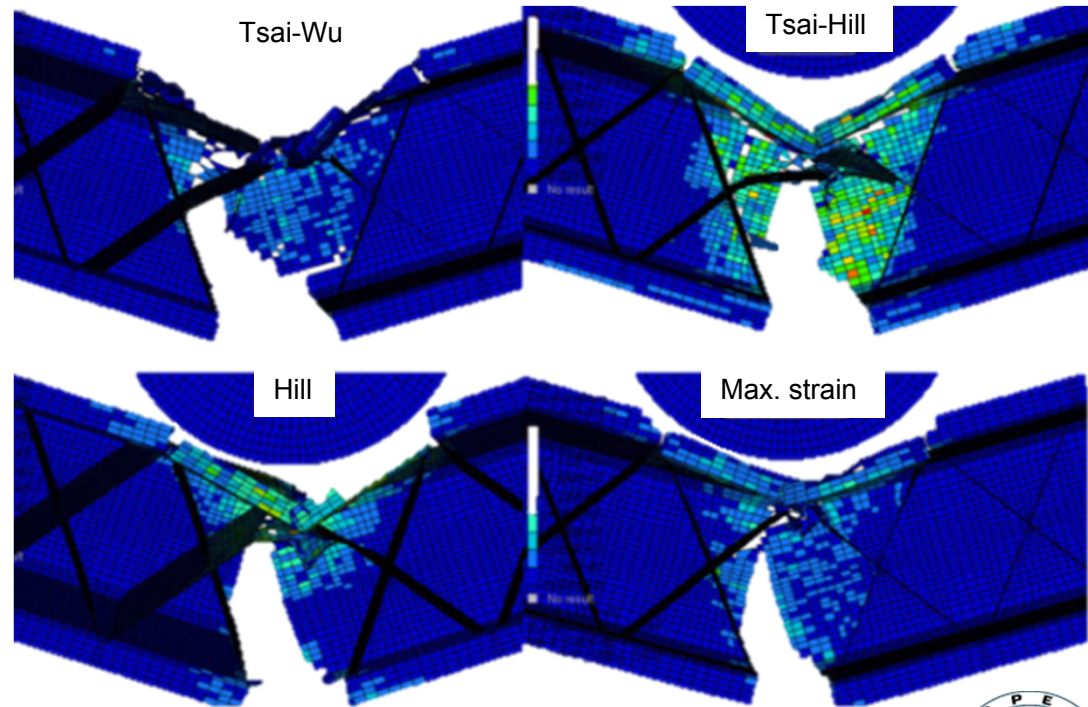 Tsai-Wu
Tsai-Hill
No result
Hill
Max. strain
No result
P E